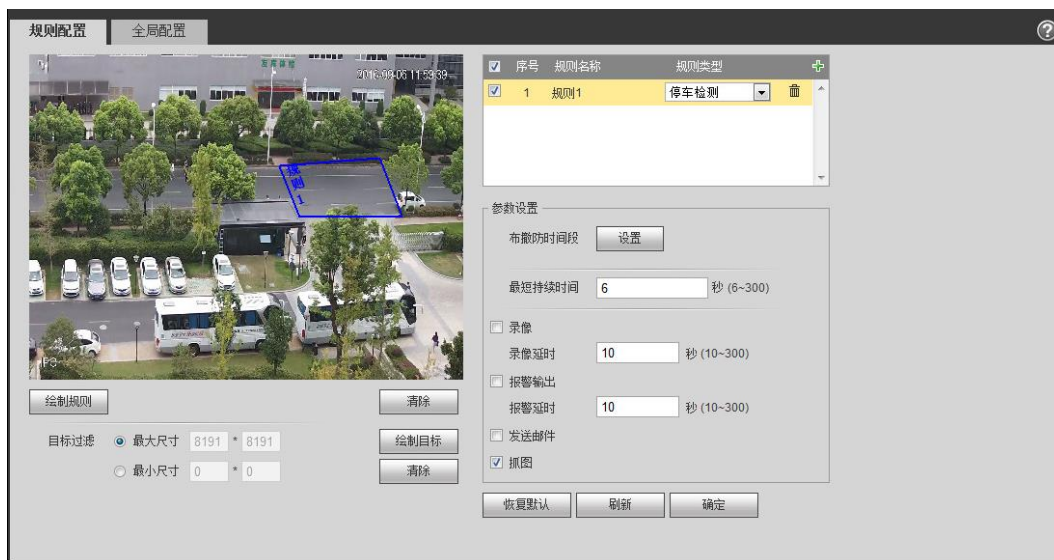 规则配置 全局配置
2016-09-06 11:59:39
规则1
IPC
绘制规则 清除
目标过滤 最大尺寸 8191 * 8191 绘制目标
最小尺寸 0 * 0 清除
序号 规则名称 规则类型
1 规则1 停车检测
参数设置
布撤防时间段 设置
最短持续时间 6 秒 (6~300)
录像
录像延时 10 秒 (10~300)
报警输出
报警延时 10 秒 (10~300)
发送邮件
抓图
恢复默认 刷新 确定